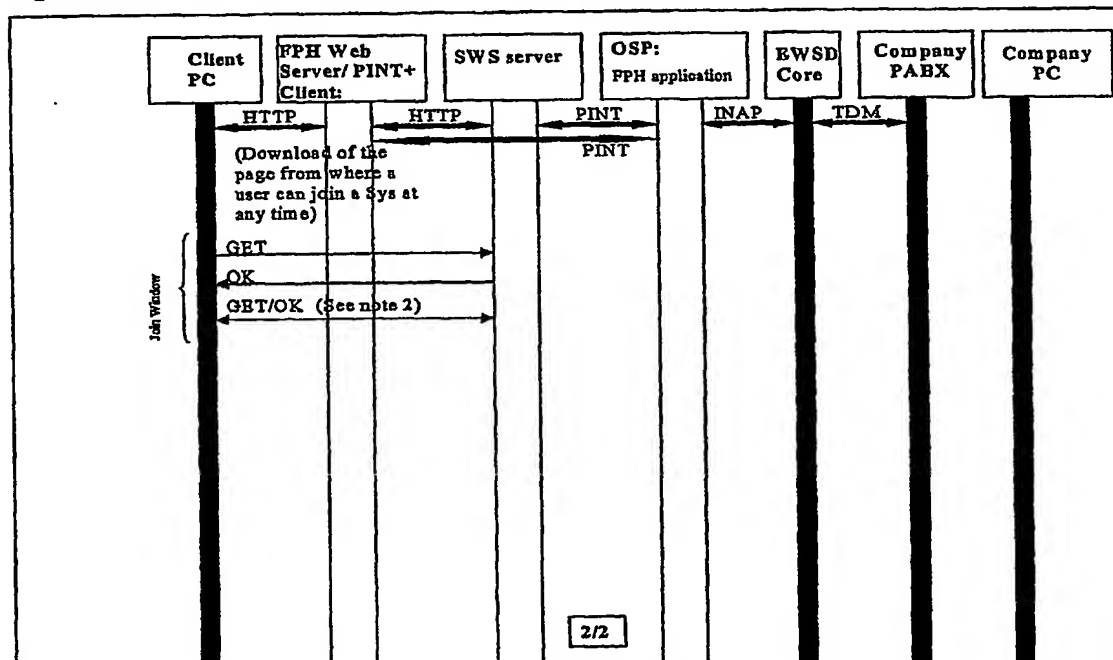 Client
PC
FPH Web
Server/ PINT+
Client:
SWS server
OSP:
FPH application
EWSD
Core
Company
PABX
Company
PC
HTTP
HTTP
PINT
INAP
TDM
PINT
(Download of the
page from where a
user can join a Sys at
any time)
GET
OK
GET/OK (See note 2)
Join Window
2/2